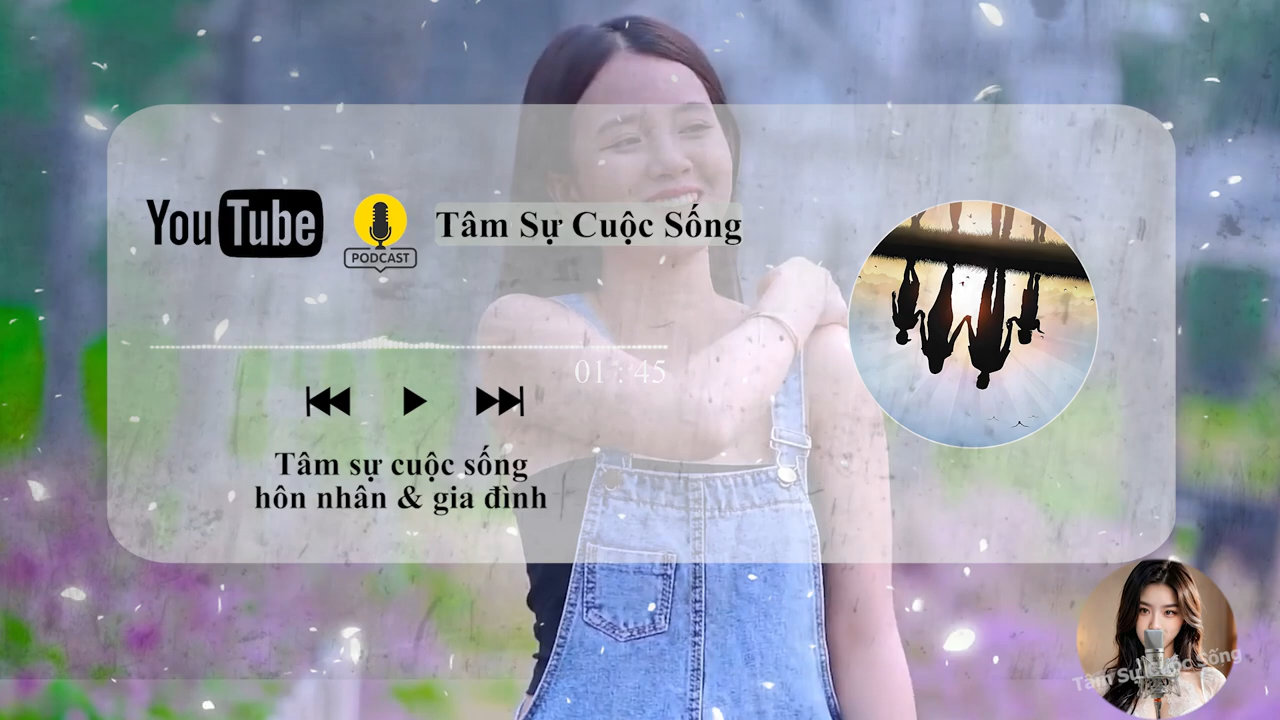 YouTube
PODCAST
Tâm Sự Cuộc Sống
01 : 45
Tâm sự cuộc sống
hôn nhân & gia đình
Tâm Sự Cuộc Sống